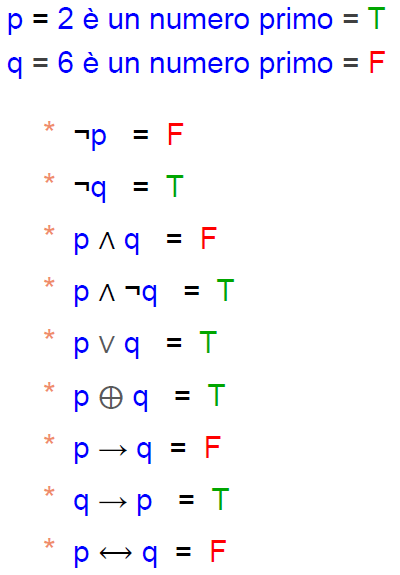 p = 2 è un numero primo = T
q = 6 è un numero primo = F
* ¬p = F
* ¬q = T
* p ∧ q = F
* p ∧ ¬q = T
* p ∨ q = T
* p ⊕ q = T
* p → q = F
* q → p = T
* p ↔ q = F